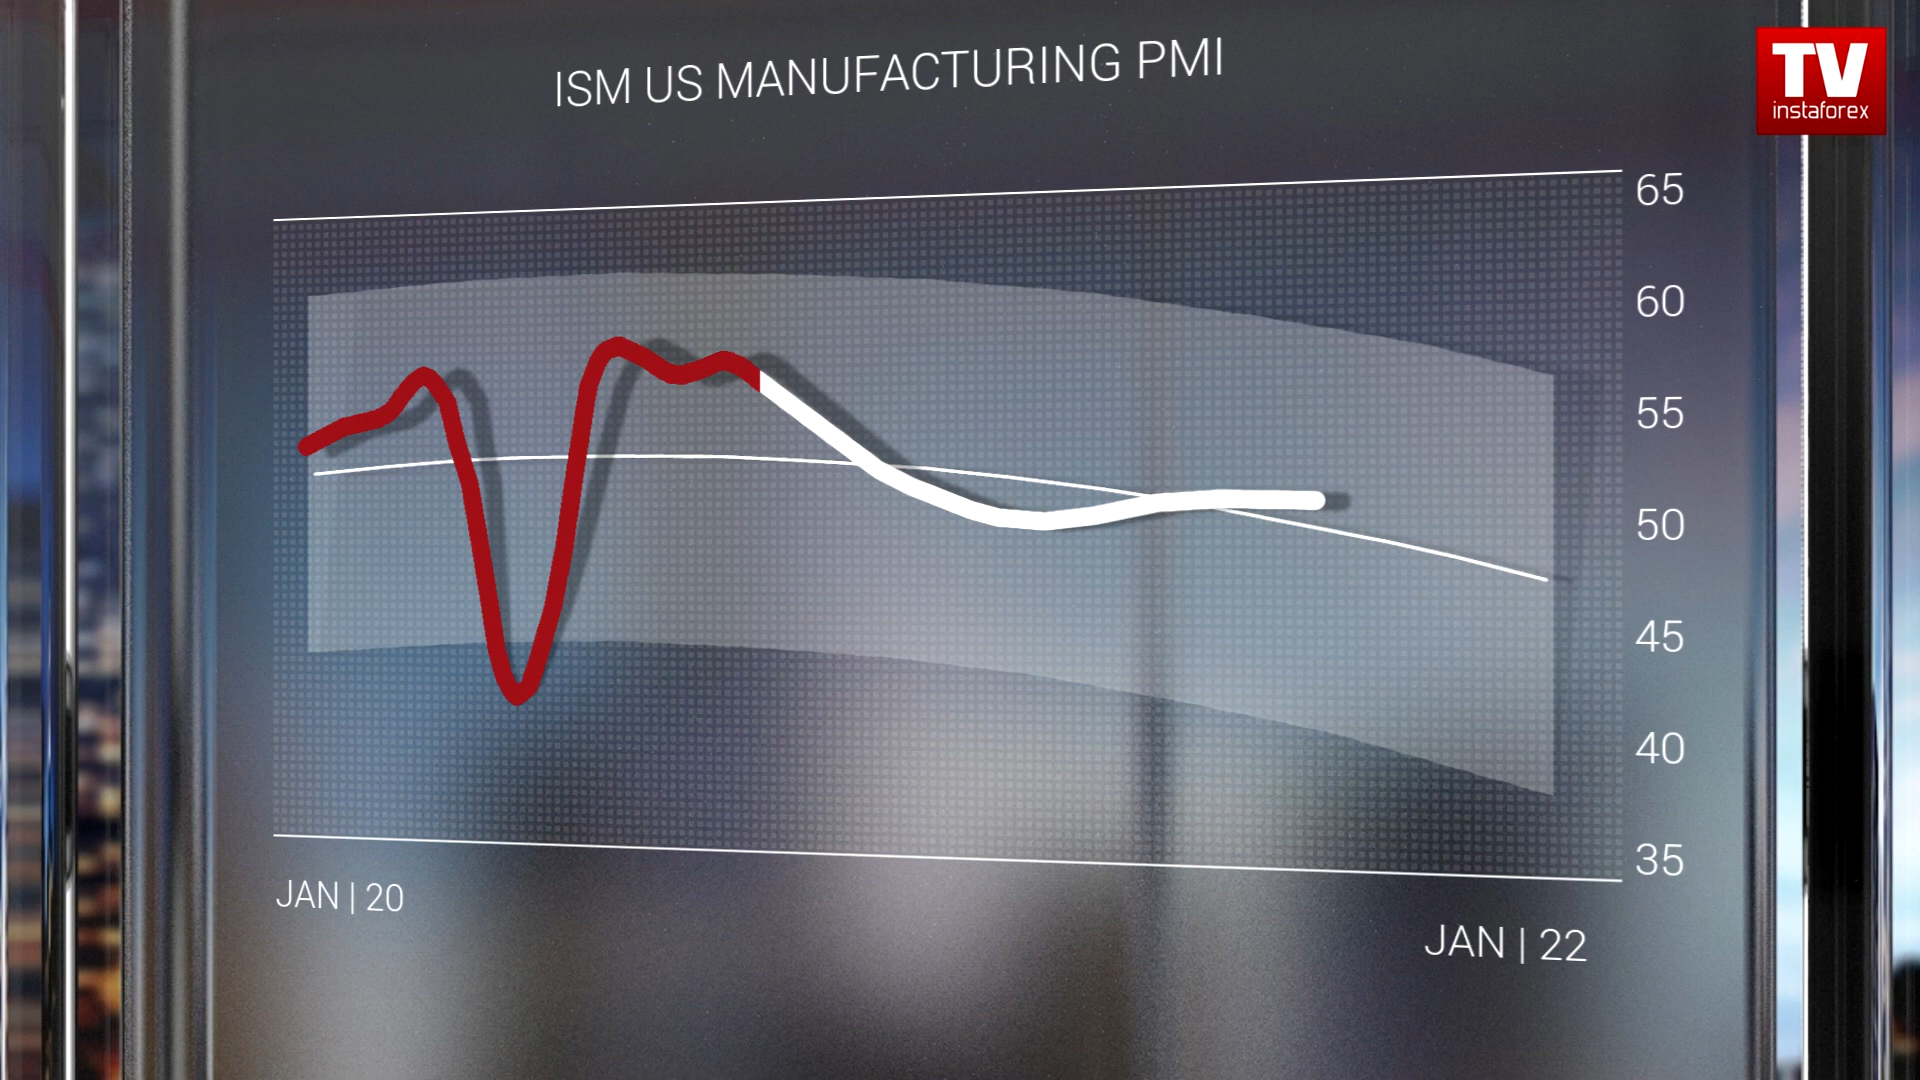 ISM US MANUFACTURING PMI
TV
instaforex
65
60
55
50
45
40
35
JAN | 20
JAN | 22